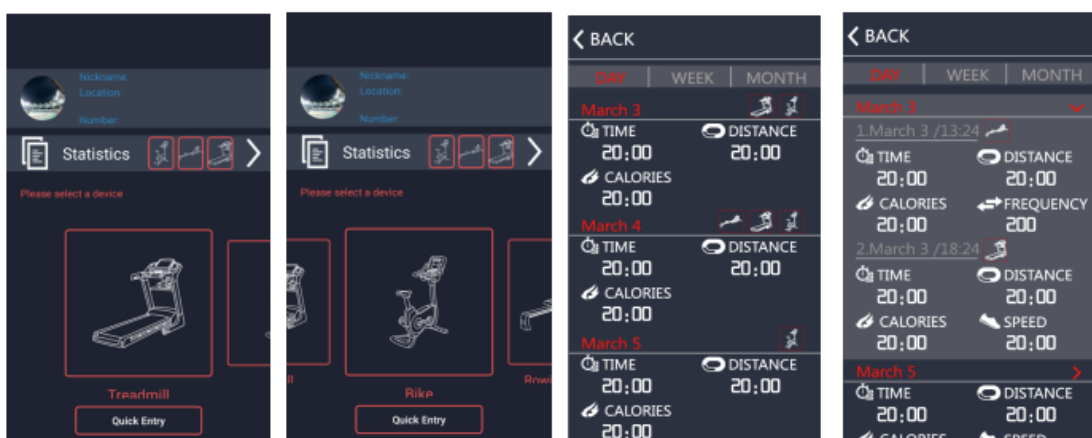 Nickname:
Location:
Number:
Statistics
Please select a device
Treadmill
Quick Entry
Nickname:
Location:
Number:
Statistics
Please select a device
ll
Bike
Rowi
Quick Entry
BACK
DAY WEEK MONTH
March 3
TIME DISTANCE
20:00 20:00
CALORIES
20:00
March 4
TIME DISTANCE
20:00 20:00
CALORIES
20:00
March 5
TIME DISTANCE
20:00 20:00
CALORIES
20:00
BACK
DAY WEEK MONTH
March 3
1.March 3 /13:24
TIME DISTANCE
20:00 20:00
CALORIES FREQUENCY
20:00 200
2.March 3 /18:24
TIME DISTANCE
20:00 20:00
CALORIES SPEED
20:00 20:00
March 5
TIME DISTANCE
20:00 20:00
CALORIES SPEED